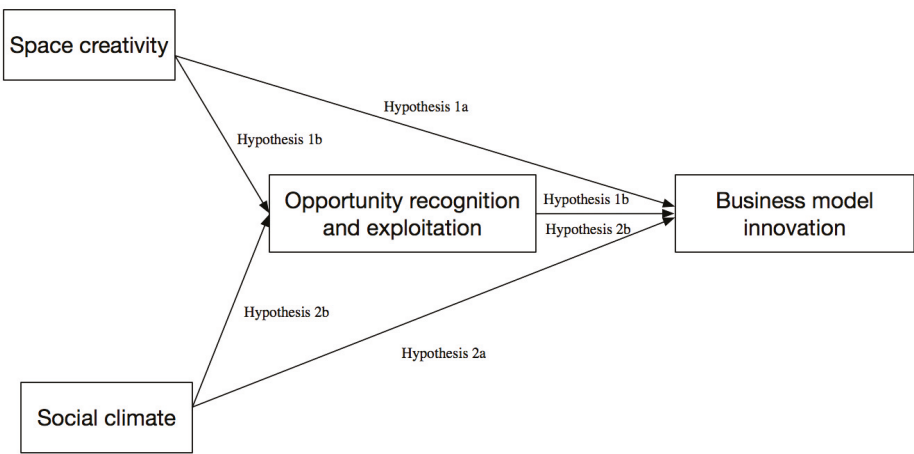 Space creativity
Hypothesis 1a
Hypothesis 1b
Opportunity recognition
and exploitation
Hypothesis 1b
Hypothesis 2b
Business model
innovation
Hypothesis 2b
Hypothesis 2a
Social climate